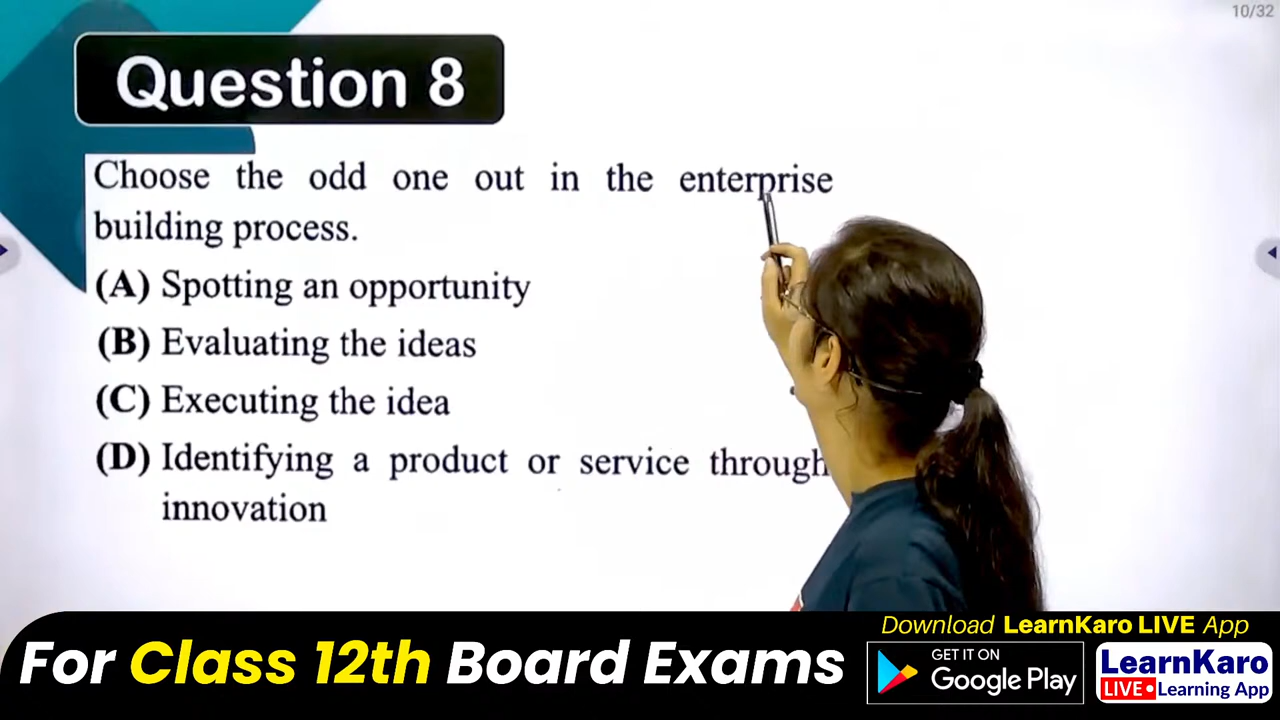 10/32
Question 8
Choose the odd one out in the enterprise
building process.
(A) Spotting an opportunity
(B) Evaluating the ideas
(C) Executing the idea
(D) Identifying a product or service through
innovation
For Class 12th Board Exams
Download LearnKaro LIVE App
GET IT ON
Google Play
LearnKaro
LIVE Learning App